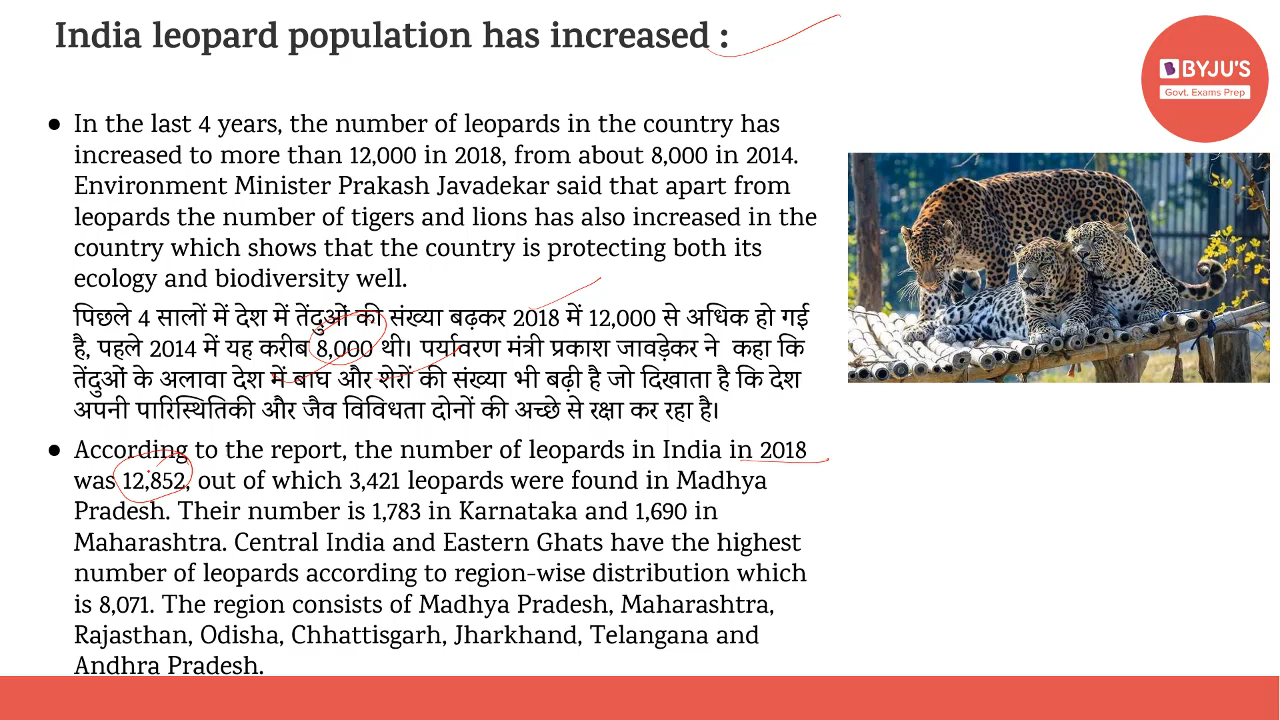 India leopard population has increased :
BYJU'S
Govt. Exams Prep
● In the last 4 years, the number of leopards in the country has
increased to more than 12,000 in 2018, from about 8,000 in 2014.
Environment Minister Prakash Javadekar said that apart from
leopards the number of tigers and lions has also increased in the
country which shows that the country is protecting both its
ecology and biodiversity well.
पिछले 4 सालों में देश में तेंदुओं की संख्या बढ़कर 2018 में 12,000 से अधिक हो गई
है, पहले 2014 में यह करीब 8,000 थी। पर्यावरण मंत्री प्रकाश जावड़ेकर ने कहा कि
तेंदुओं के अलावा देश में बाघ और शेरों की संख्या भी बढ़ी है जो दिखाता है कि देश
अपनी पारिस्थितिकी और जैव विविधता दोनों की अच्छे से रक्षा कर रहा है।
● According to the report, the number of leopards in India in 2018
was 12,852, out of which 3,421 leopards were found in Madhya
Pradesh. Their number is 1,783 in Karnataka and 1,690 in
Maharashtra. Central India and Eastern Ghats have the highest
number of leopards according to region-wise distribution which
is 8,071. The region consists of Madhya Pradesh, Maharashtra,
Rajasthan, Odisha, Chhattisgarh, Jharkhand, Telangana and
Andhra Pradesh.